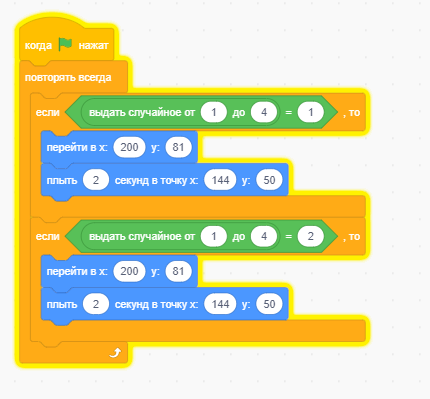 когда нажат
повторять всегда
если выдать случайное от 1 до 4 = 1 , то
перейти в x: 200 y: 81
плыть 2 секунд в точку x: 144 y: 50
если выдать случайное от 1 до 4 = 2 , то
перейти в x: 200 y: 81
плыть 2 секунд в точку x: 144 y: 50